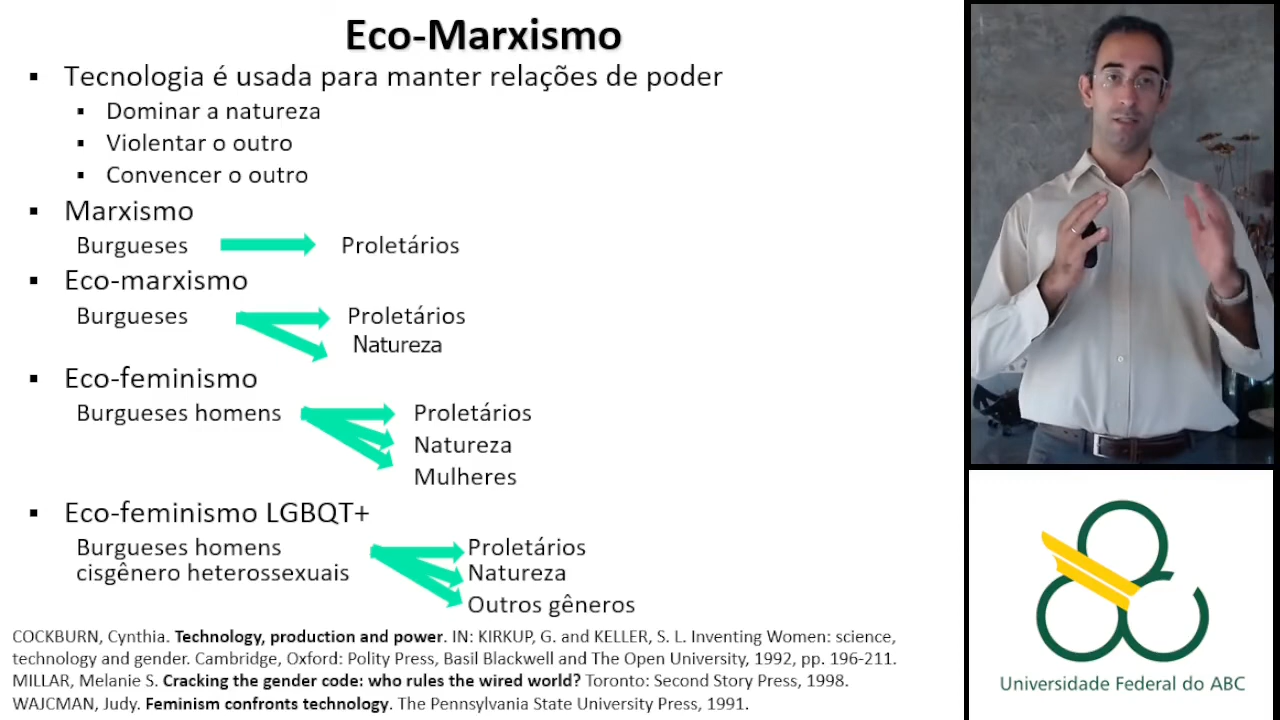 Eco-Marxismo
▪ Tecnologia é usada para manter relações de poder
▪ Dominar a natureza
▪ Violentar o outro
▪ Convencer o outro
▪ Marxismo
Burgueses Proletários
▪ Eco-marxismo
Burgueses Proletários
Natureza
▪ Eco-feminismo
Burgueses homens Proletários
Natureza
Mulheres
▪ Eco-feminismo LGBQT+
Burgueses homens Proletários
cisgênero heterossexuais Natureza
Outros gêneros
COCKBURN, Cynthia. Technology, production and power. IN: KIRKUP, G. and KELLER, S. L. Inventing Women: science,
technology and gender. Cambridge, Oxford: Polity Press, Basil Blackwell and The Open University, 1992, pp. 196-211.
MILLAR, Melanie S. Cracking the gender code: who rules the wired world? Toronto: Second Story Press, 1998.
WAJCMAN, Judy. Feminism confronts technology. The Pennsylvania State University Press, 1991.
Universidade Federal do ABC